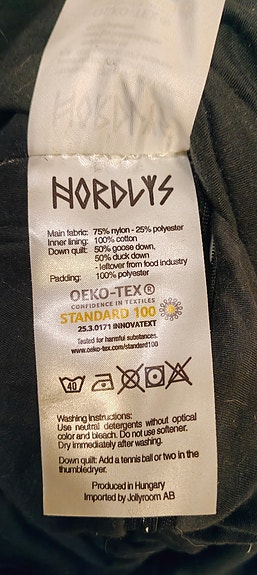 NORDLYS
Main fabric: 75% nylon - 25% polyester
Inner lining: 100% cotton
Down quilt: 50% goose down,
50% duck down
- leftover from food industry
Padding: 100% polyester
OEKO-TEX®
CONFIDENCE IN TEXTILES
STANDARD 100
25.3.0171 INNOVATEXT
Tested for harmful substances.
www.oeko-tex.com/standard100
40
Washing instructions:
Use neutral detergents without optical
color and bleach. Do not use softener.
Dry immediately after washing.
Down quilt: Add a tennis ball or two in the
thumbledryer.
Produced in Hungary
Imported by Jollyroom AB